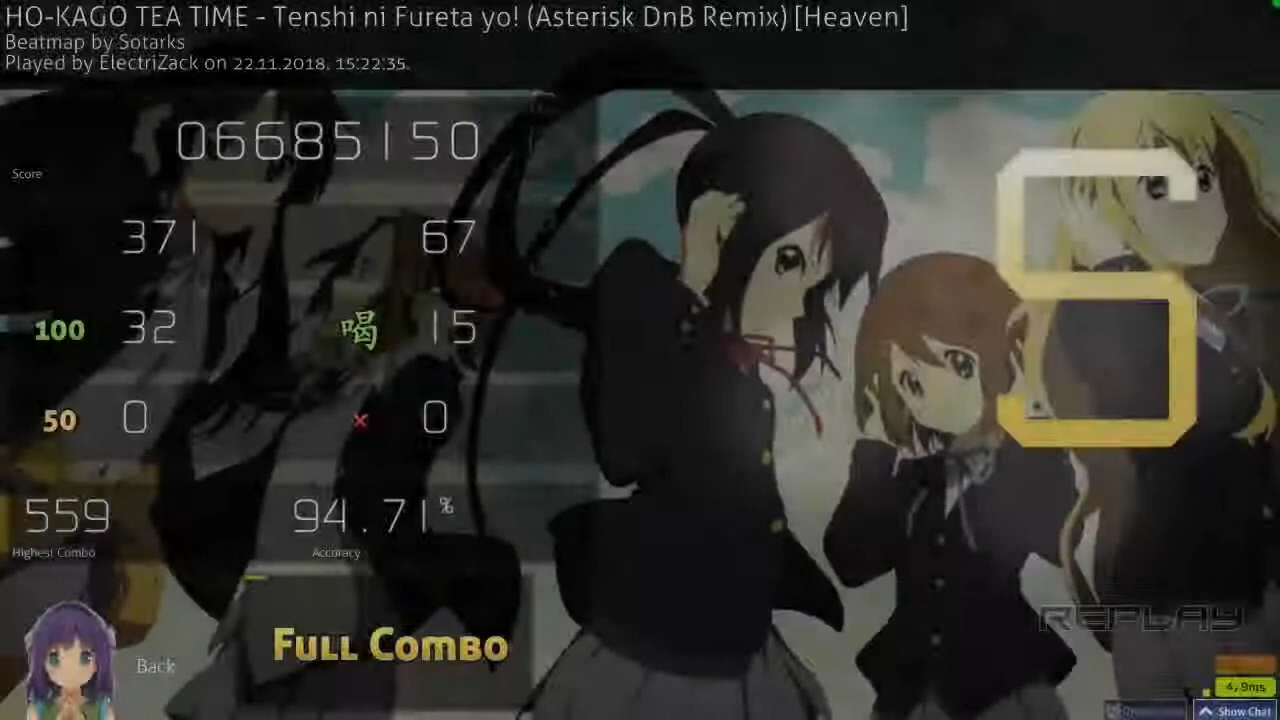 HO-KAGO TEA TIME - Tenshi ni Fureta yo! (Asterisk DnB Remix) [Heaven]
Beatmap by Sotarks
Played by ElectriZack on 22.11.2018. 15:22:35.
06685150
Score
371 67
100 32 喝 15
50 0 × 0
559 94.71%
Highest Combo Accuracy
S
Full Combo
REPLAY
Back
4,9ms
Show Chat